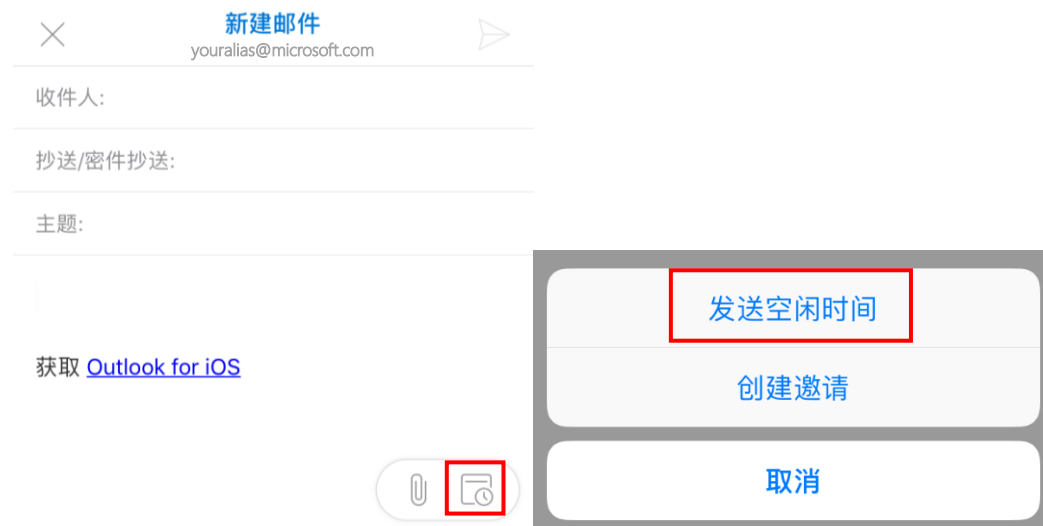 新建邮件
youralias@microsoft.com
收件人:
抄送/密件抄送:
主题:
获取 Outlook for iOS
发送空闲时间
创建邀请
取消